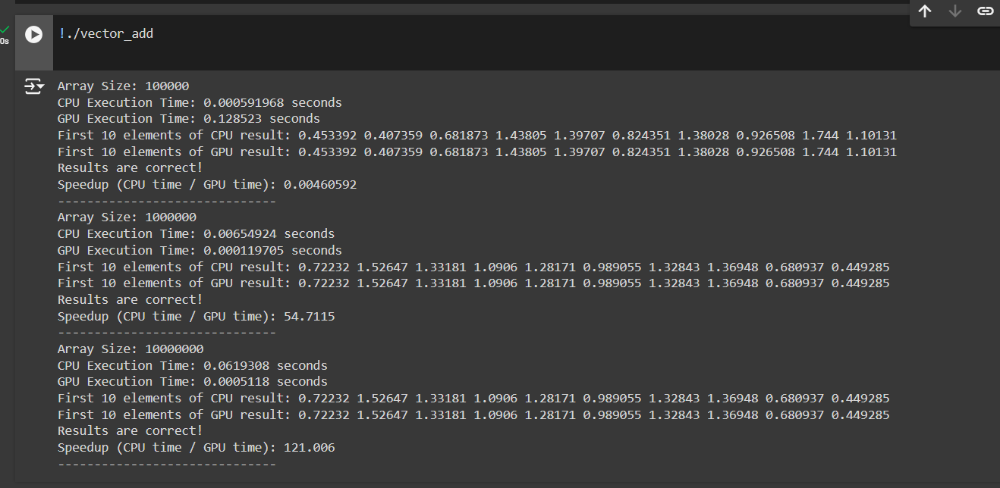 !./vector_add
0s
Array Size: 100000
CPU Execution Time: 0.000591968 seconds
GPU Execution Time: 0.128523 seconds
First 10 elements of CPU result: 0.453392 0.407359 0.681873 1.43805 1.39707 0.824351 1.38028 0.926508 1.744 1.10131
First 10 elements of GPU result: 0.453392 0.407359 0.681873 1.43805 1.39707 0.824351 1.38028 0.926508 1.744 1.10131
Results are correct!
Speedup (CPU time / GPU time): 0.00460592
------------------------------
Array Size: 1000000
CPU Execution Time: 0.00654924 seconds
GPU Execution Time: 0.000119705 seconds
First 10 elements of CPU result: 0.72232 1.52647 1.33181 1.0906 1.28171 0.989055 1.32843 1.36948 0.680937 0.449285
First 10 elements of GPU result: 0.72232 1.52647 1.33181 1.0906 1.28171 0.989055 1.32843 1.36948 0.680937 0.449285
Results are correct!
Speedup (CPU time / GPU time): 54.7115
------------------------------
Array Size: 10000000
CPU Execution Time: 0.0619308 seconds
GPU Execution Time: 0.0005118 seconds
First 10 elements of CPU result: 0.72232 1.52647 1.33181 1.0906 1.28171 0.989055 1.32843 1.36948 0.680937 0.449285
First 10 elements of GPU result: 0.72232 1.52647 1.33181 1.0906 1.28171 0.989055 1.32843 1.36948 0.680937 0.449285
Results are correct!
Speedup (CPU time / GPU time): 121.006
------------------------------